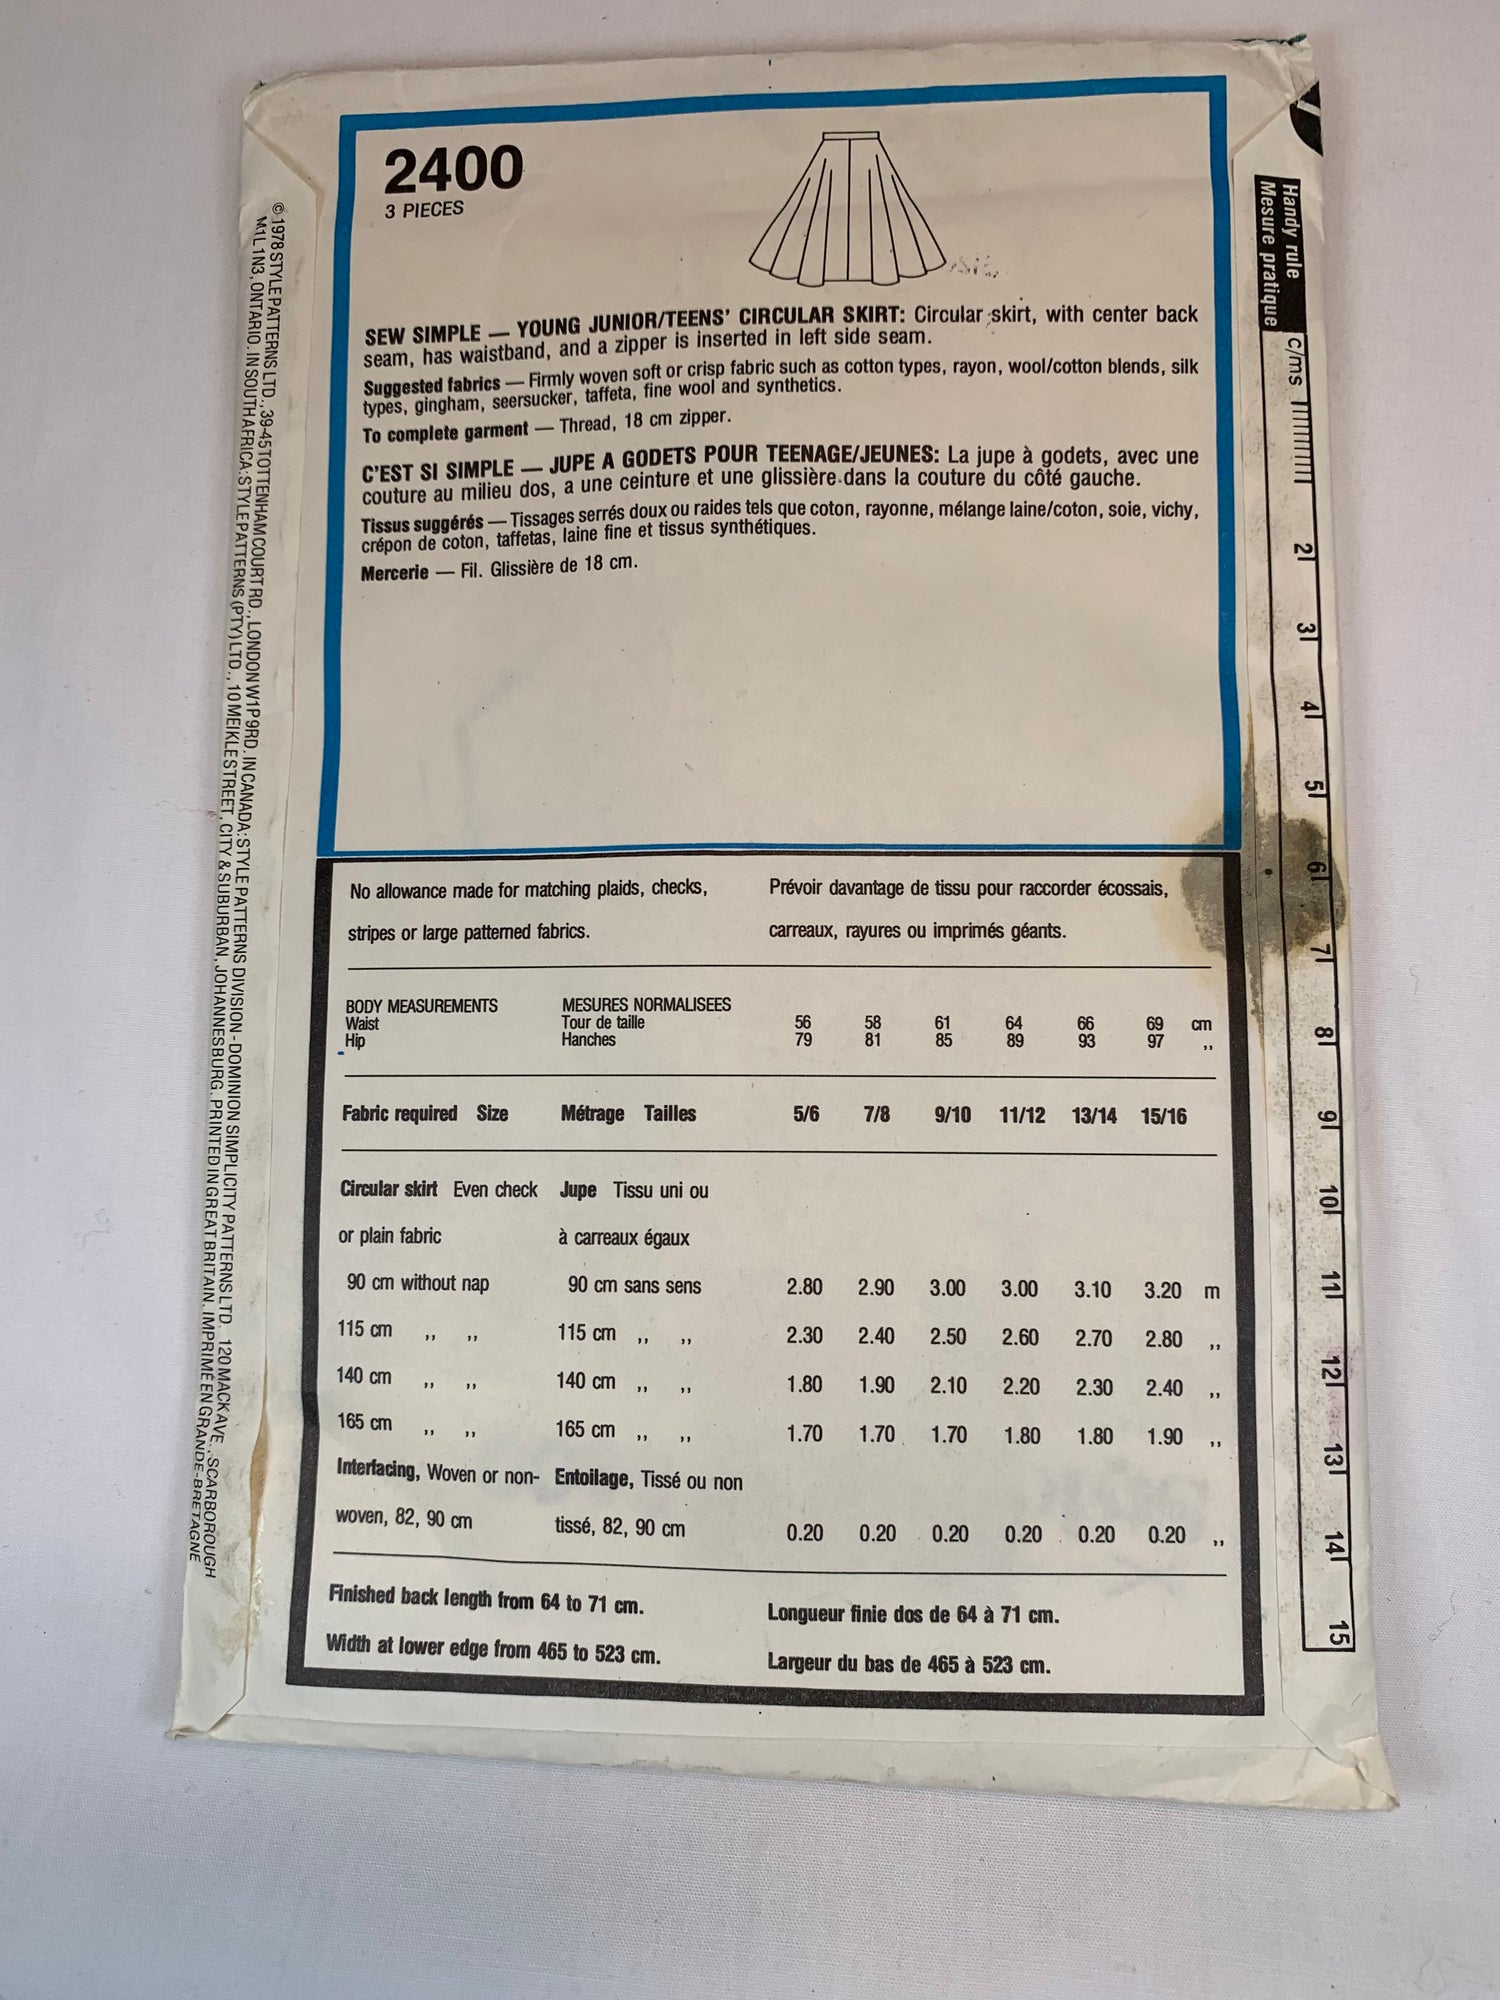 2400
3 PIECES
SEW SIMPLE — YOUNG JUNIOR/TEENS' CIRCULAR SKIRT: Circular skirt, with center back
seam, has waistband, and a zipper is inserted in left side seam.
Suggested fabrics — Firmly woven soft or crisp fabric such as cotton types, rayon, wool/cotton blends, silk
types, gingham, seersucker, taffeta, fine wool and synthetics.
To complete garment — Thread, 18 cm zipper.
C'EST SI SIMPLE — JUPE A GODETS POUR TEENAGE/JEUNES: La jupe à godets, avec une
couture au milieu dos, a une ceinture et une glissière dans la couture du côté gauche.
Tissus suggérés — Tissages serrés doux ou raides tels que coton, rayonne, mélange laine/coton, soie, vichy,
crépon de coton, taffetas, laine fine et tissus synthétiques.
Mercerie — Fil. Glissière de 18 cm.
No allowance made for matching plaids, checks,
stripes or large patterned fabrics.
Prévoir davantage de tissu pour raccorder écossais,
carreaux, rayures ou imprimés géants.
BODY MEASUREMENTS MESURES NORMALISEES
Waist Tour de taille 56 58 61 64 66 69 cm
Hip Hanches 79 81 85 89 93 97 ,,
Fabric required Size Métrage Tailles 5/6 7/8 9/10 11/12 13/14 15/16
Circular skirt Even check Jupe Tissu uni ou
or plain fabric à carreaux égaux
90 cm without nap 90 cm sans sens 2.80 2.90 3.00 3.00 3.10 3.20 m
115 cm ,, ,, 115 cm ,, ,, 2.30 2.40 2.50 2.60 2.70 2.80 ,,
140 cm ,, ,, 140 cm ,, ,, 1.80 1.90 2.10 2.20 2.30 2.40 ,,
165 cm ,, ,, 165 cm ,, ,, 1.70 1.70 1.70 1.80 1.80 1.90 ,,
Interfacing, Woven or non- Entoilage, Tissé ou non
woven, 82, 90 cm tissé, 82, 90 cm 0.20 0.20 0.20 0.20 0.20 0.20 ,,
Finished back length from 64 to 71 cm.
Width at lower edge from 465 to 523 cm.
Longueur finie dos de 64 à 71 cm.
Largeur du bas de 465 à 523 cm.
© 1978 STYLE PATTERNS LTD., 39-45 TOTTENHAM COURT RD., LONDON W1P 9RD. IN CANADA: STYLE PATTERNS DIVISION - DOMINION SIMPLICITY PATTERNS LTD. 120 MACK AVE., SCARBOROUGH
M1L 1N3, ONTARIO. IN SOUTH AFRICA: STYLE PATTERNS (PTY) LTD., 10 MEIKLE STREET, CITY & SUBURBAN, JOHANNESBURG. PRINTED IN GREAT BRITAIN. IMPRIMÉ EN GRANDE-BRETAGNE
Handy rule
Mesure pratique
c/ms 2 3 4 5 6 7 8 9 10 11 12 13 14 15